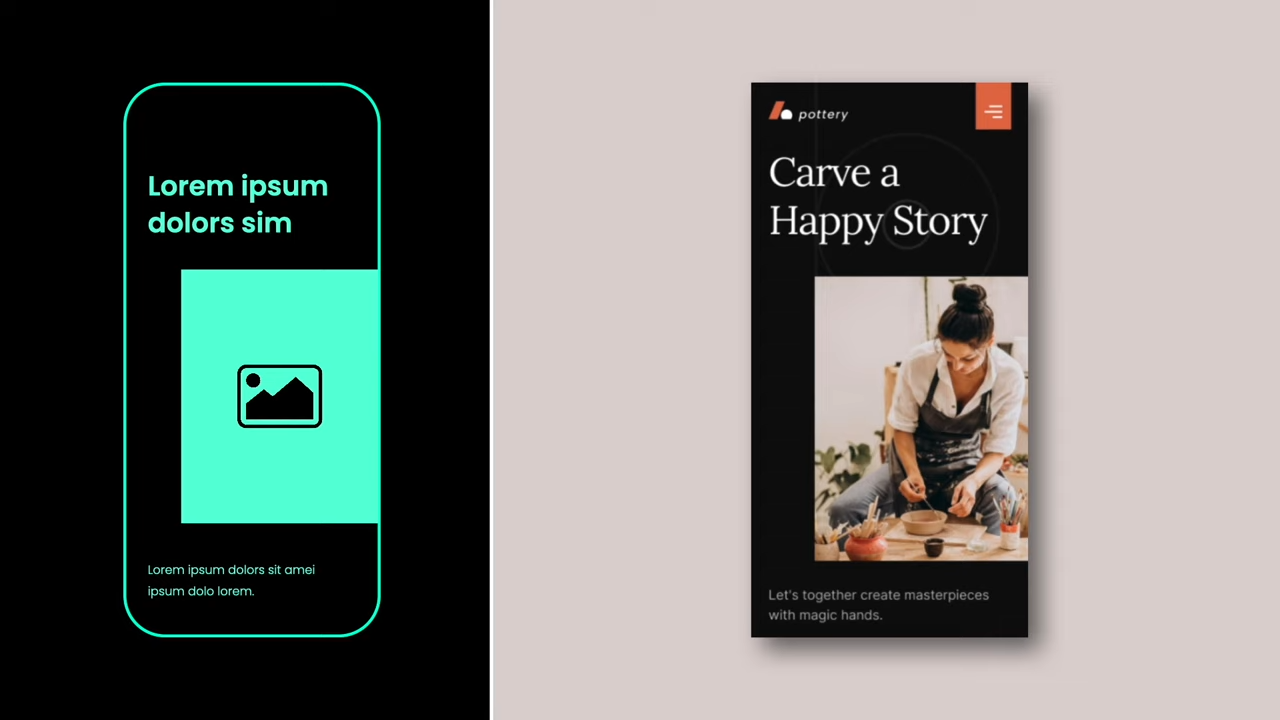 Lorem ipsum
dolors sim
Lorem ipsum dolors sit amei
ipsum dolo lorem.
pottery
Carve a
Happy Story
Let's together create masterpieces
with magic hands.